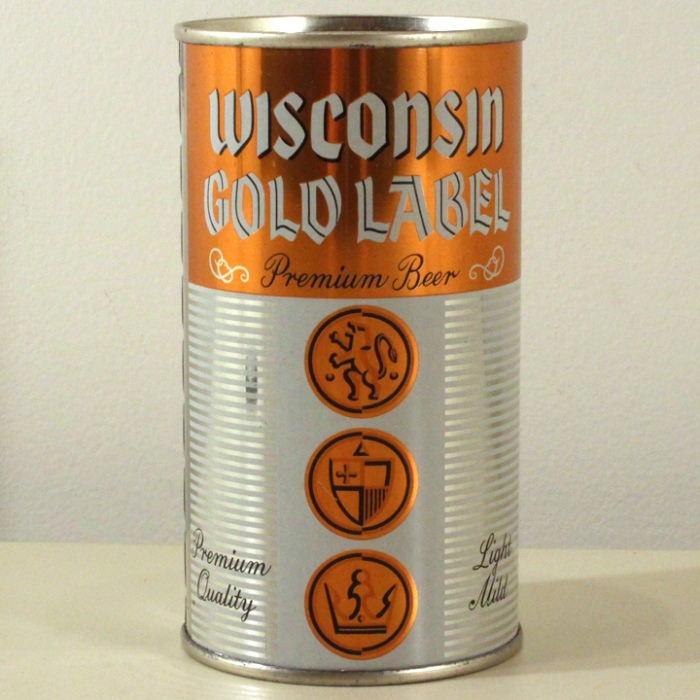 WISCONSIN
GOLD LABEL
Premium Beer
Premium
Quality
Light
Mild